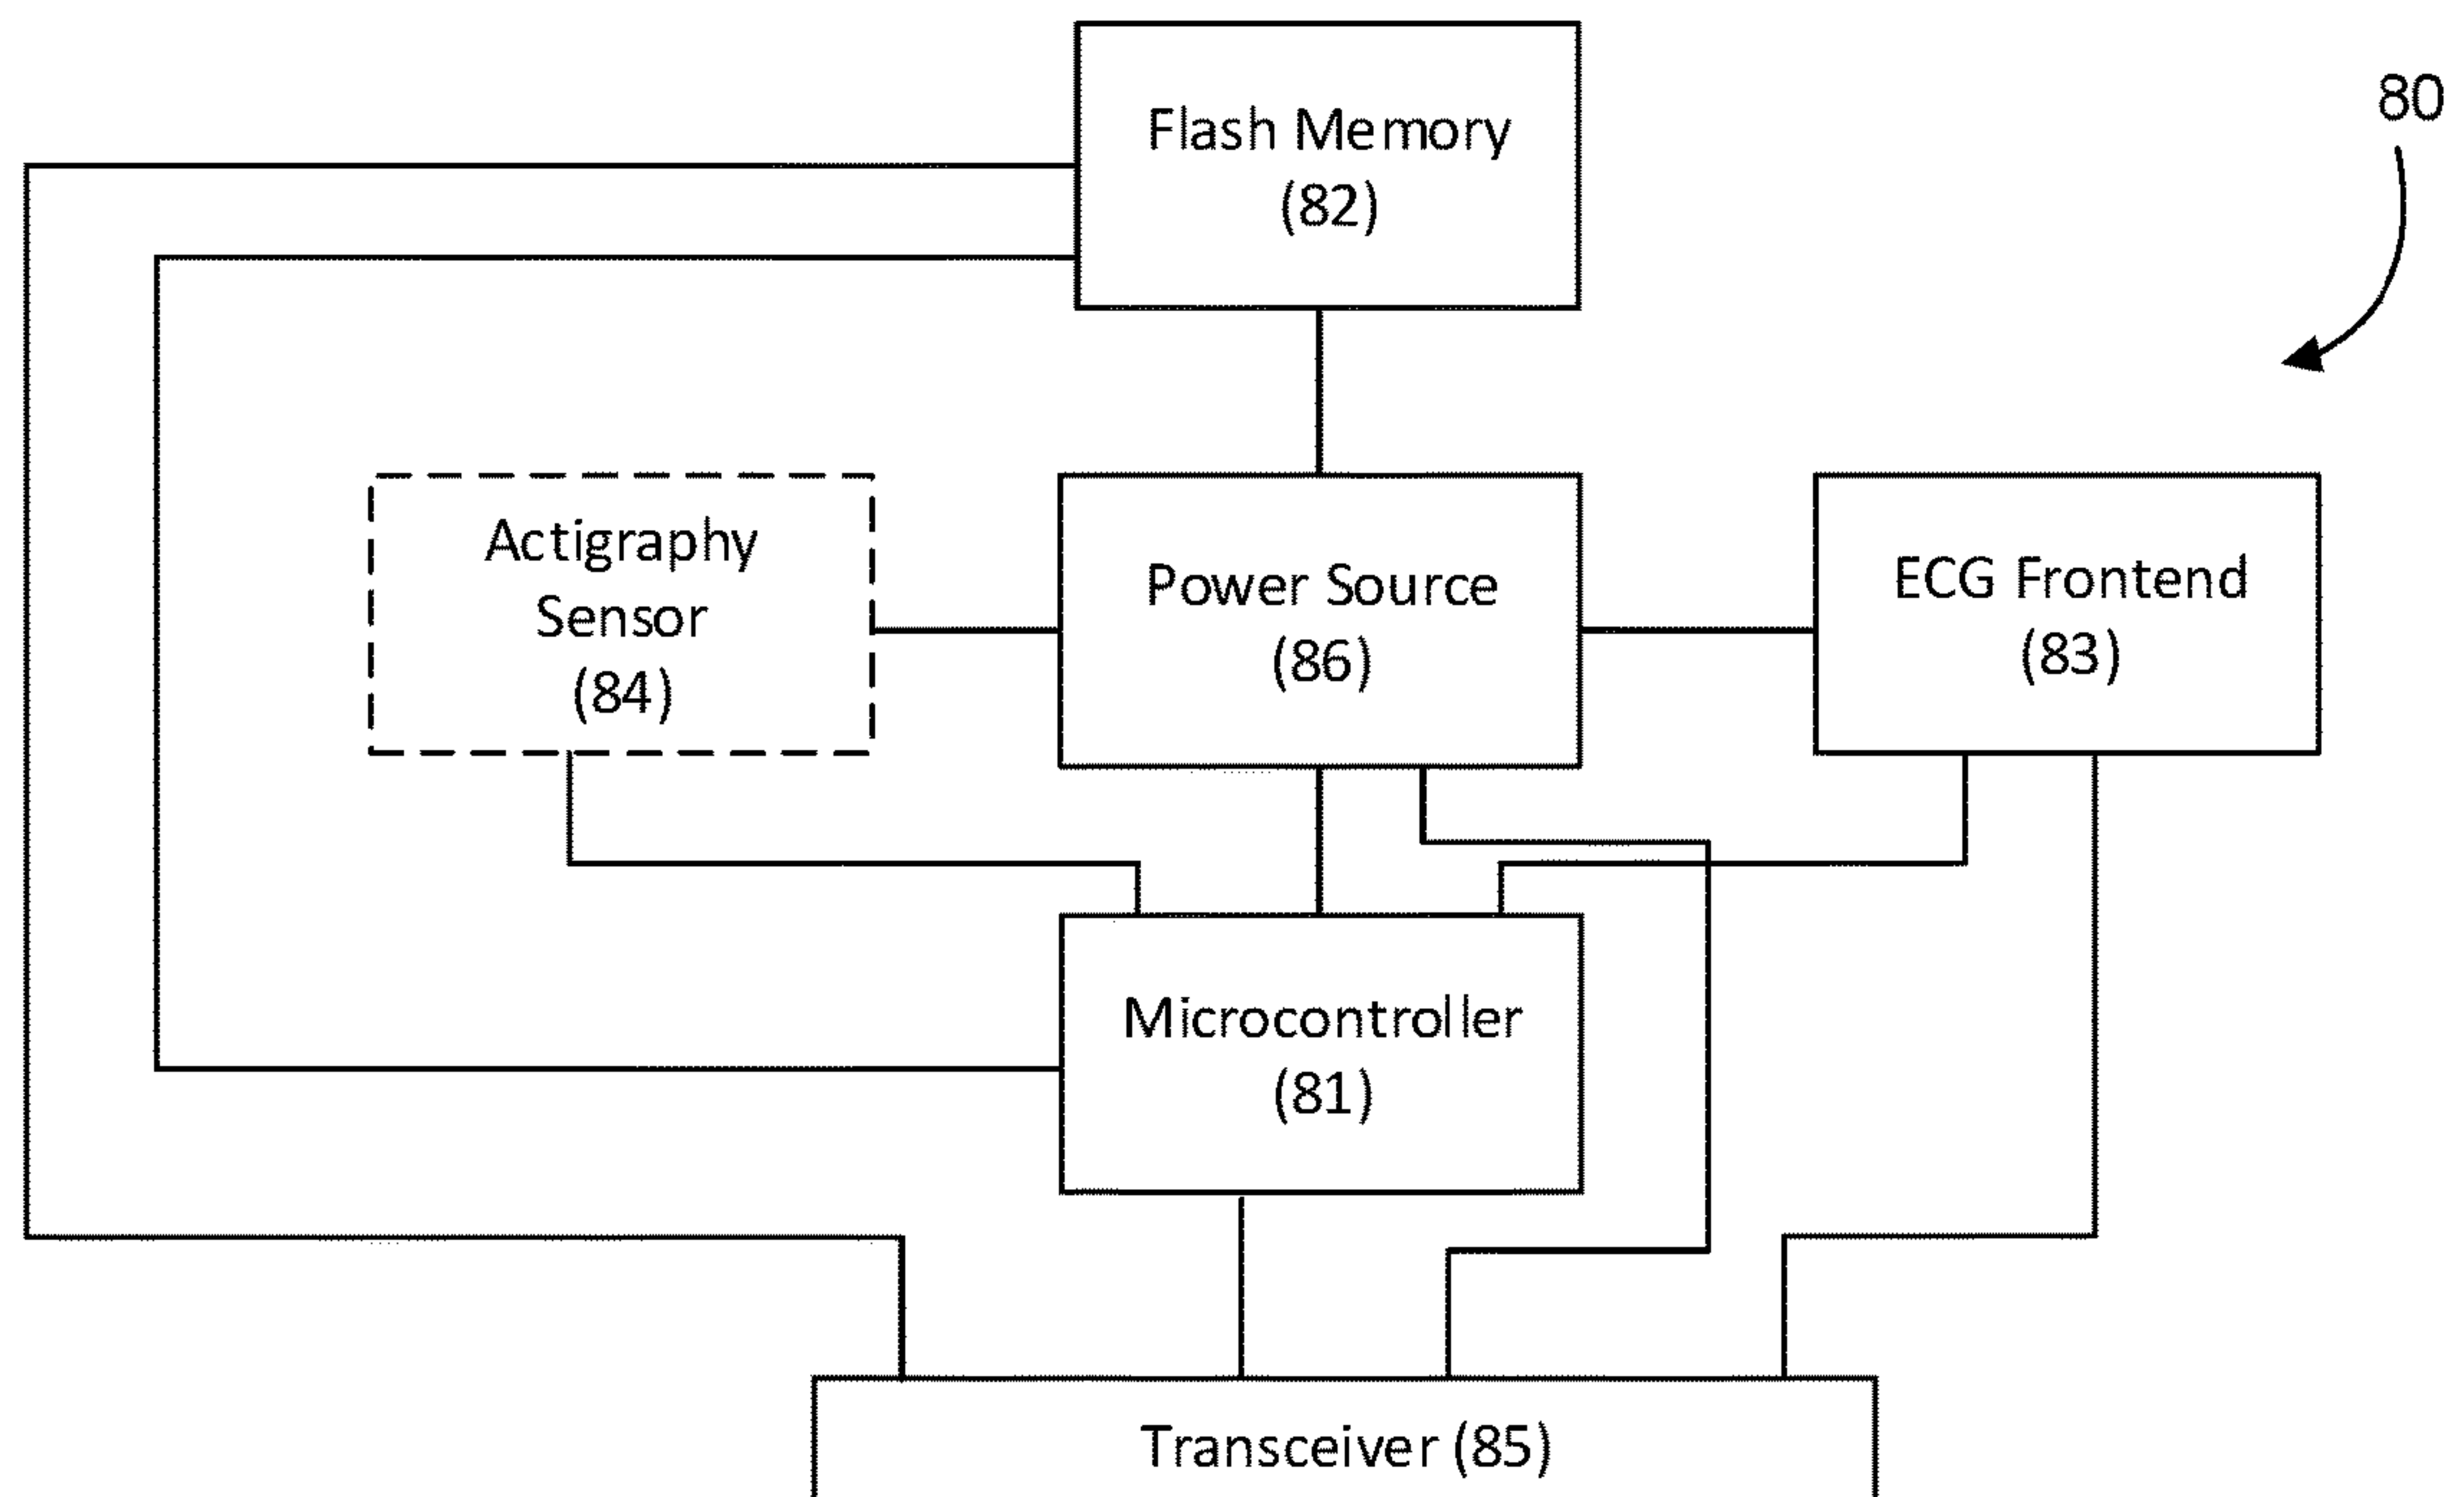 Flash Memory
(82)
80
Actigraphy
Sensor
(84)
Power Source
(86)
ECG Frontend
(83)
Microcontroller
(81)
Transceiver (85)